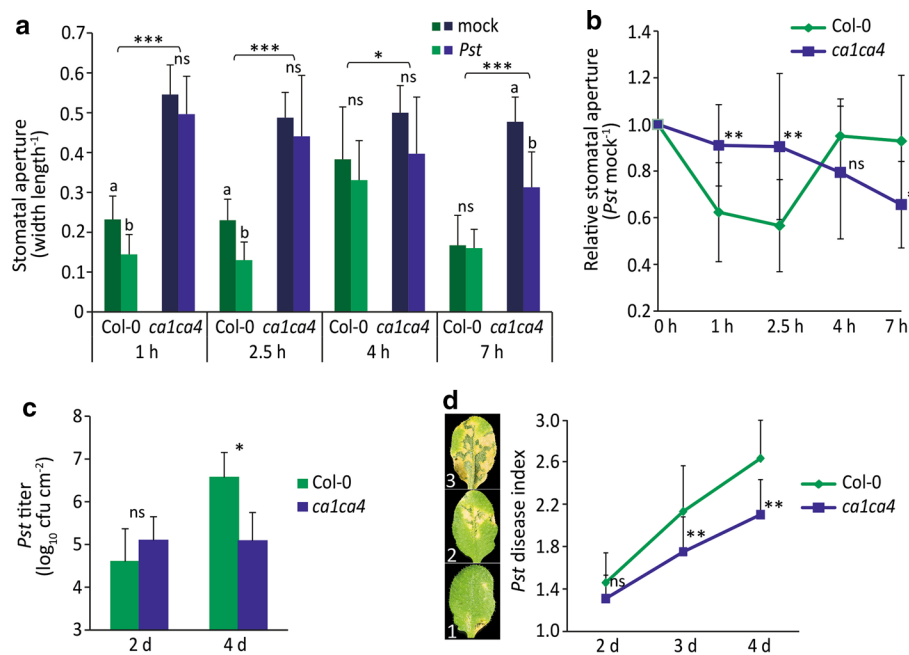 a
0.7
0.6
0.5
0.4
0.3
0.2
0.1
0
Stomatal aperture
(width length⁻¹)
mock
Pst
***
ns
***
ns
*
ns
ns
***
a
b
a
b
a
b
ns
Col-0 ca1ca4 Col-0 ca1ca4 Col-0 ca1ca4 Col-0 ca1ca4
1 h 2.5 h 4 h 7 h
b
1.4
1.2
1.0
0.8
0.6
0.4
0.2
Relative stomatal aperture
(Pst mock⁻¹)
Col-0
ca1ca4
**
**
ns
0 h 1 h 2.5 h 4 h 7 h
c
8
7
6
5
4
3
Pst titer
(log₁₀ cfu cm⁻²)
ns
*
Col-0
ca1ca4
2 d 4 d
d
3
2
1
3.0
2.6
2.2
1.8
1.4
1.0
Pst disease index
ns
**
**
Col-0
ca1ca4
2 d 3 d 4 d